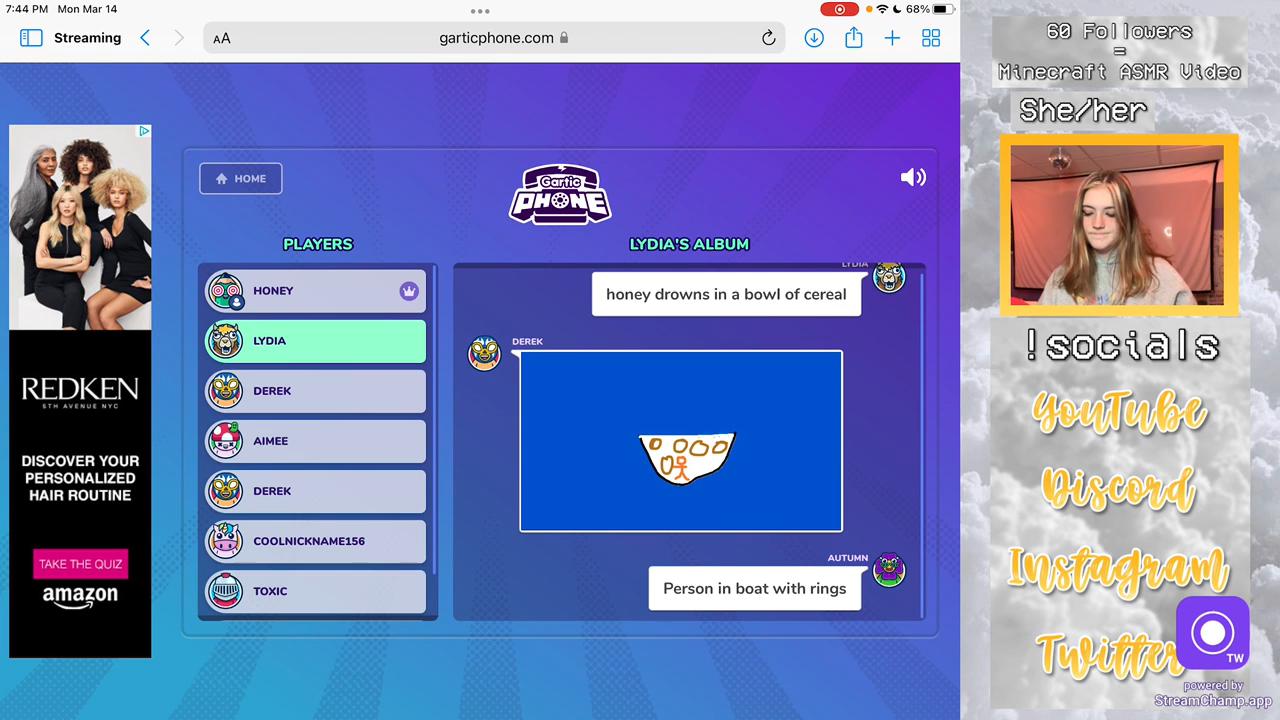 7:44 PM Mon Mar 14
68%
Streaming
AA
garticphone.com
HOME
Gartic
PHONE
PLAYERS
HONEY
LYDIA
DEREK
AIMEE
DEREK
COOLNICKNAME156
TOXIC
LYDIA'S ALBUM
LYDIA
honey drowns in a bowl of cereal
DEREK
AUTUMN
Person in boat with rings
REDKEN
5TH AVENUE NYC
DISCOVER YOUR
PERSONALIZED
HAIR ROUTINE
TAKE THE QUIZ
amazon
60 Followers
=
Minecraft ASMR Video
She/her
!socials
YouTube
Discord
Instagram
Twitter
TW
powered by
StreamChamp.app